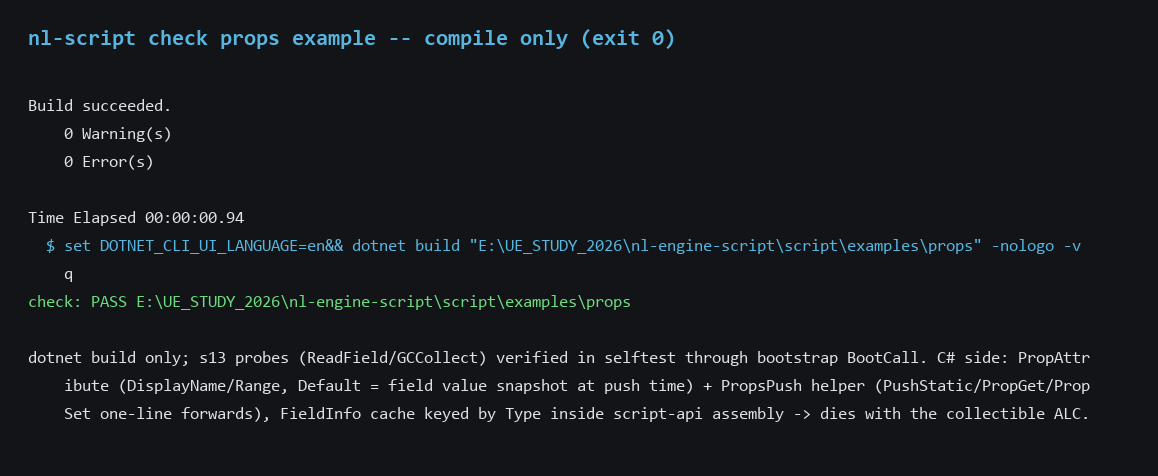 nl-script check props example -- compile only (exit 0)
Build succeeded.
0 Warning(s)
0 Error(s)
Time Elapsed 00:00:00.94
$ set DOTNET_CLI_UI_LANGUAGE=en&& dotnet build "E:\UE_STUDY_2026\nl-engine-script\script\examples\props" -nologo -v
q
check: PASS E:\UE_STUDY_2026\nl-engine-script\script\examples\props
dotnet build only; s13 probes (ReadField/GCCollect) verified in selftest through bootstrap BootCall. C# side: PropAttr
ibute (DisplayName/Range, Default = field value snapshot at push time) + PropsPush helper (PushStatic/PropGet/Prop
Set one-line forwards), FieldInfo cache keyed by Type inside script-api assembly -> dies with the collectible ALC.